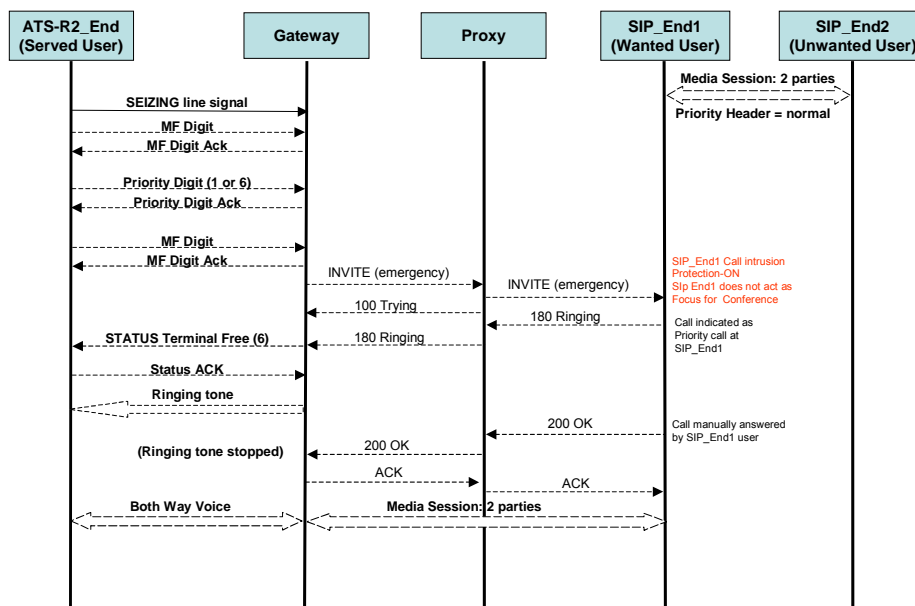 ATS-R2_End
(Served User)
Gateway
Proxy
SIP_End1
(Wanted User)
SIP_End2
(Unwanted User)
Media Session: 2 parties
Priority Header = normal
SEIZING line signal
MF Digit
MF Digit Ack
Priority Digit (1 or 6)
Priority Digit Ack
MF Digit
MF Digit Ack
INVITE (emergency)
INVITE (emergency)
SIP_End1 Call intrusion
Protection-ON
SIp End1 does not act as
Focus for Conference
100 Trying
180 Ringing
Call indicated as
Priority call at
SIP_End1
STATUS Terminal Free (6)
180 Ringing
Status ACK
Ringing tone
200 OK
Call manually answered
by SIP_End1 user
(Ringing tone stopped)
200 OK
ACK
ACK
Both Way Voice
Media Session: 2 parties